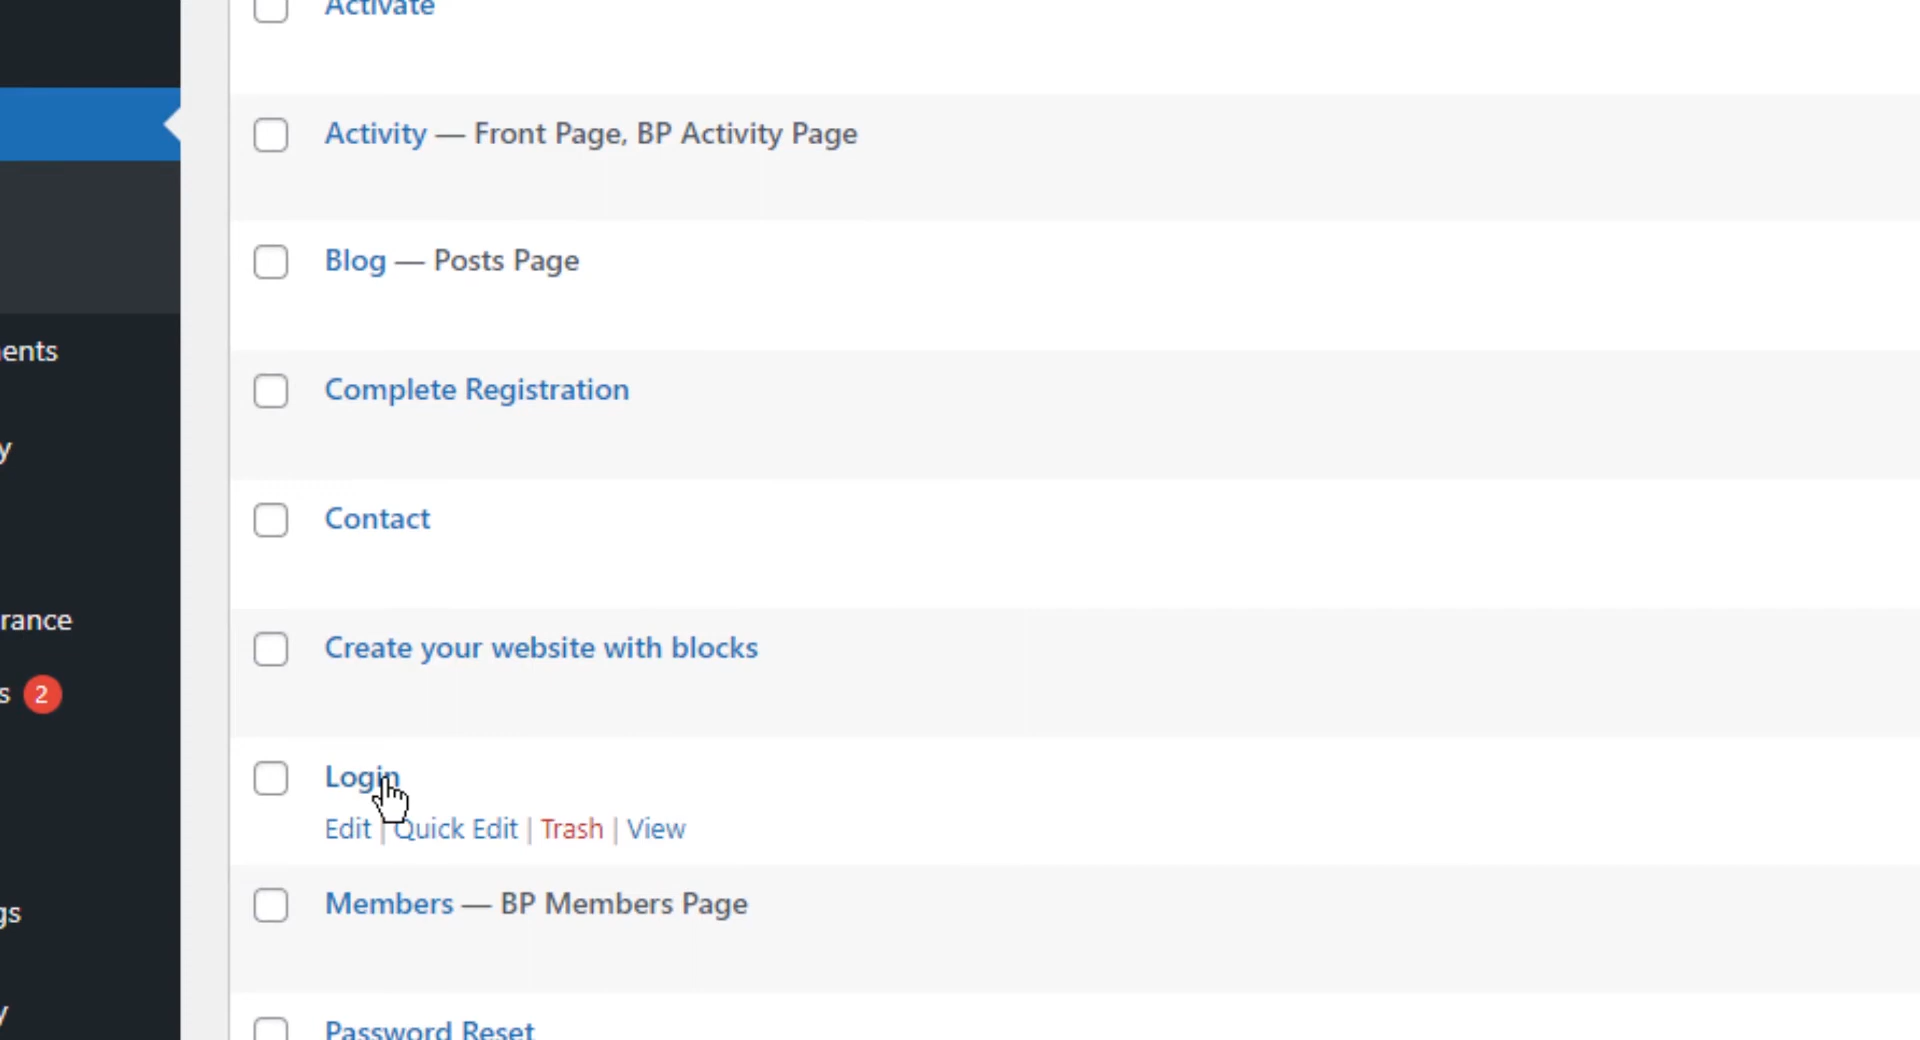 Activate
Activity — Front Page, BP Activity Page
Blog — Posts Page
ents
Complete Registration
y
Contact
rance
Create your website with blocks
s 2
Login
Edit | Quick Edit | Trash | View
Members — BP Members Page
gs
y
Password Reset